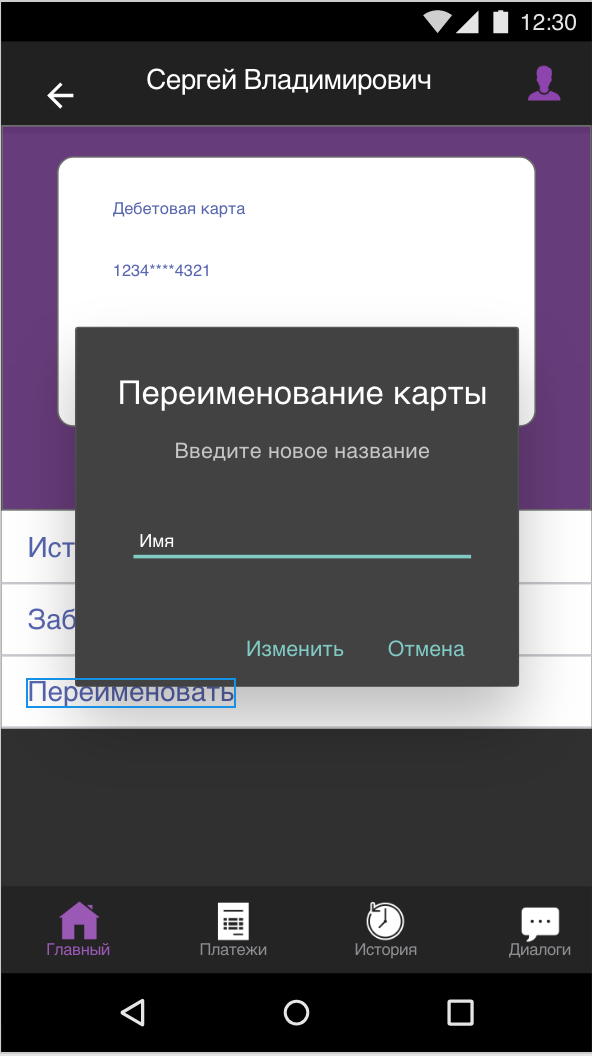 12:30
Сергей Владимирович
Дебетовая карта
1234****4321
Переименование карты
Введите новое название
Имя
Изменить Отмена
Ист
Заб
Переименовать
Главный Платежи История Диалоги